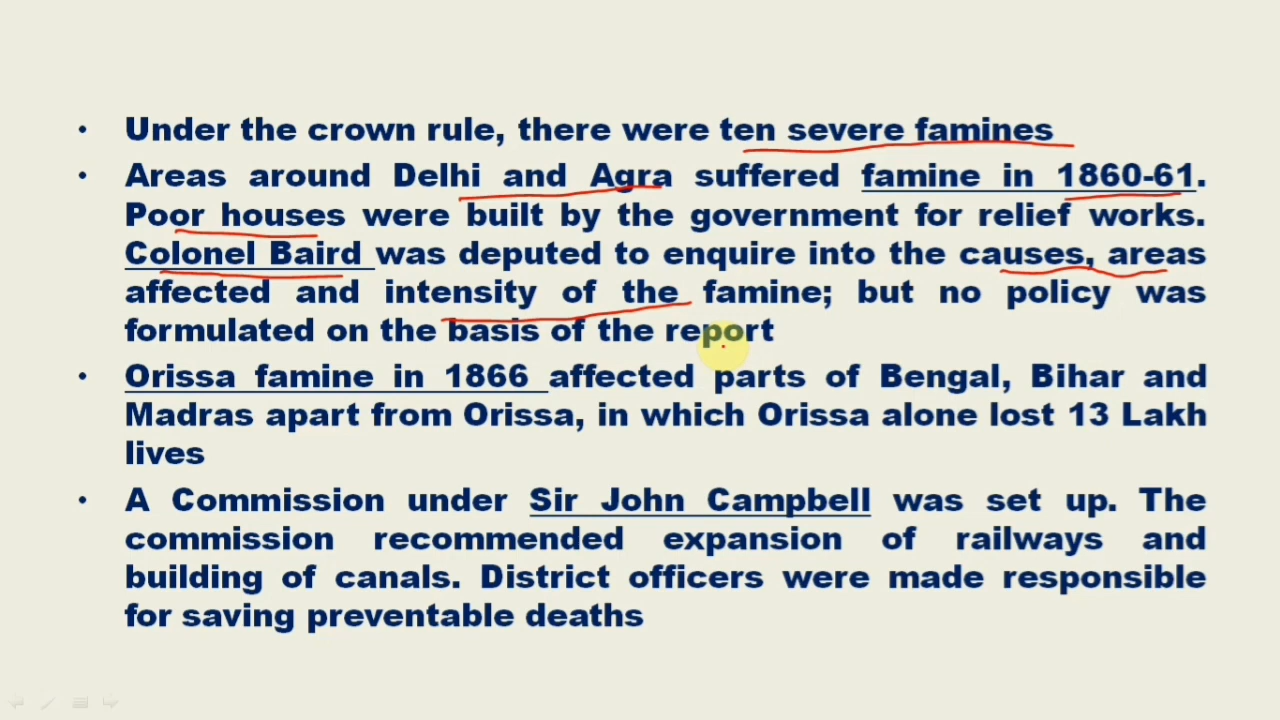 • Under the crown rule, there were ten severe famines
• Areas around Delhi and Agra suffered famine in 1860-61.
Poor houses were built by the government for relief works.
Colonel Baird was deputed to enquire into the causes, areas
affected and intensity of the famine; but no policy was
formulated on the basis of the report
• Orissa famine in 1866 affected parts of Bengal, Bihar and
Madras apart from Orissa, in which Orissa alone lost 13 Lakh
lives
• A Commission under Sir John Campbell was set up. The
commission recommended expansion of railways and
building of canals. District officers were made responsible
for saving preventable deaths